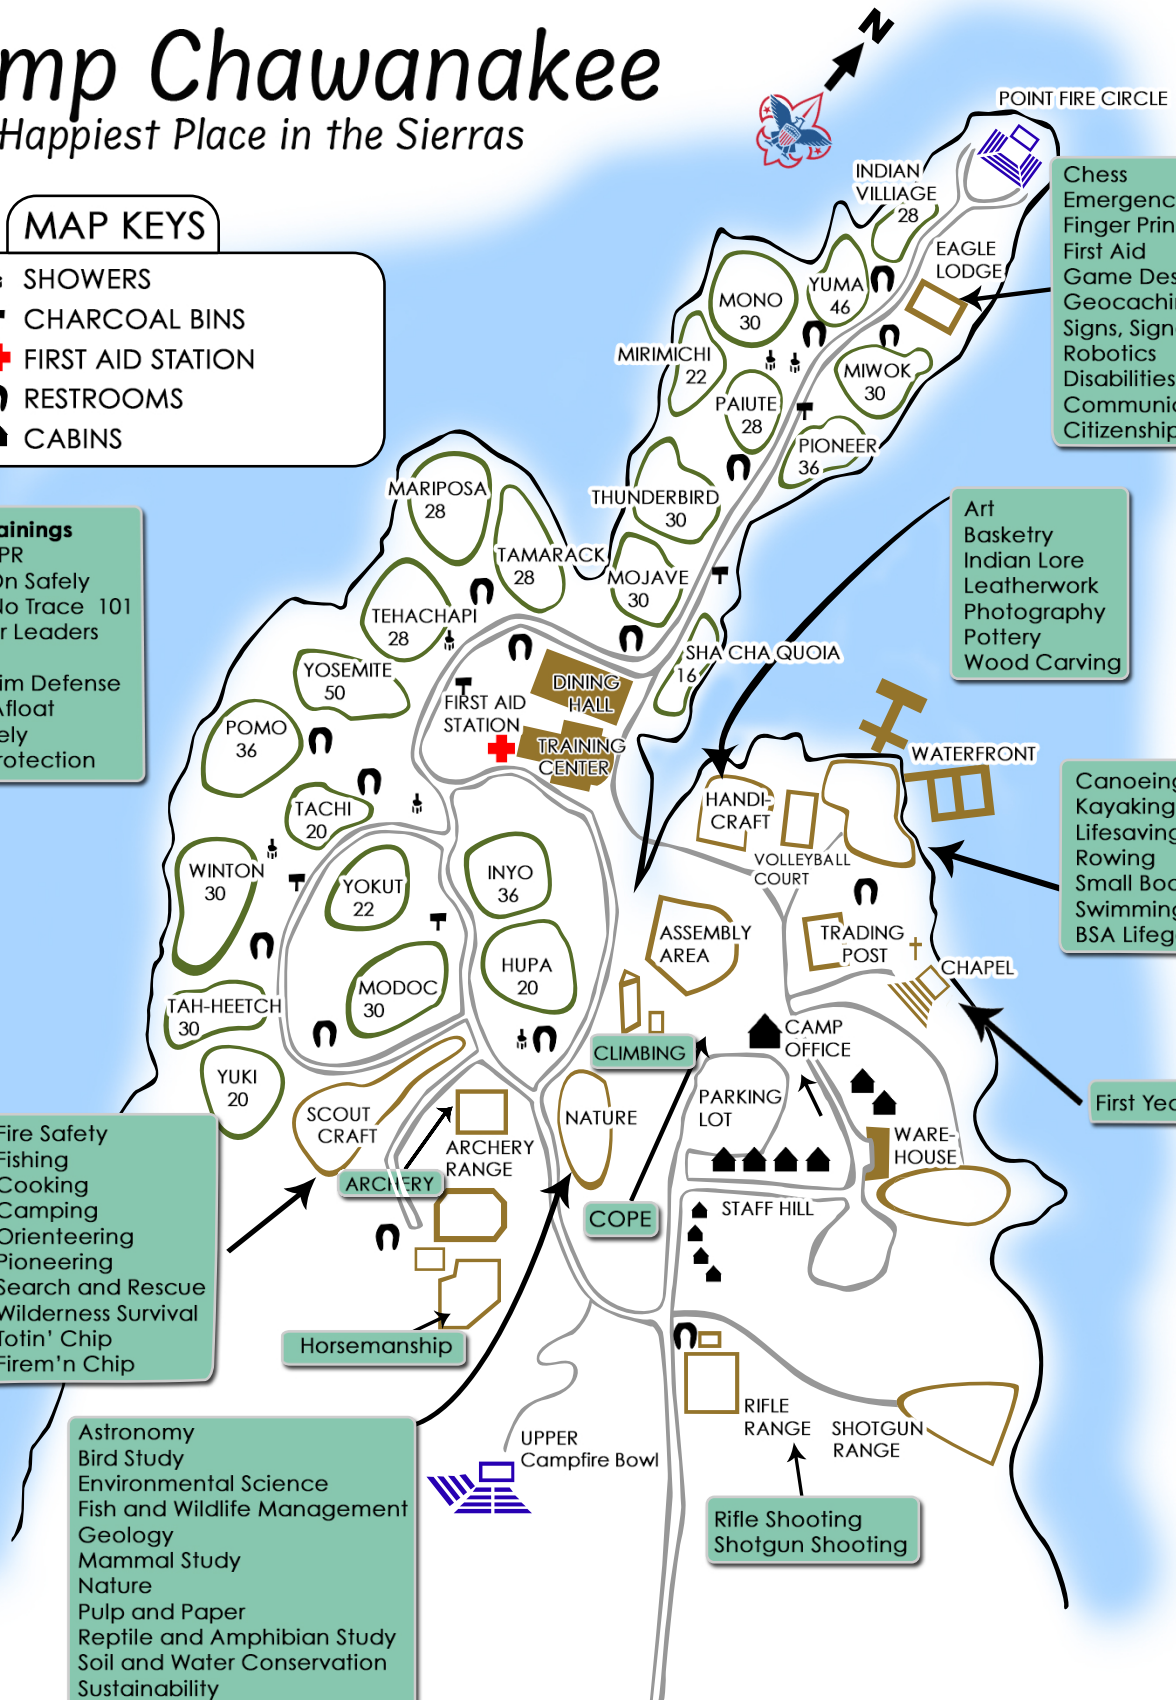 mp Chawanakee
Happiest Place in the Sierras
N
MAP KEYS
SHOWERS
CHARCOAL BINS
FIRST AID STATION
RESTROOMS
CABINS
POINT FIRE CIRCLE
INDIAN
VILLIAGE
28
EAGLE
LODGE
Chess
Emergenc
Finger Prin
First Aid
Game Des
Geocachi
Signs, Sign
Robotics
Disabilities
Communic
Citizenship
MONO
30
YUMA
46
MIRIMICHI
22
MIWOK
30
PAIUTE
28
PIONEER
36
THUNDERBIRD
30
MARIPOSA
28
TAMARACK
28
MOJAVE
30
TEHACHAPI
28
SHA CHA QUOIA
16
YOSEMITE
50
POMO
36
TACHI
20
WINTON
30
YOKUT
22
INYO
36
MODOC
30
HUPA
20
TAH-HEETCH
30
YUKI
20
ainings
PR
On Safely
No Trace  101
r Leaders
im Defense
Afloat
ely
rotection
Art
Basketry
Indian Lore
Leatherwork
Photography
Pottery
Wood Carving
DINING
HALL
FIRST AID
STATION
TRAINING
CENTER
WATERFRONT
HANDI-
CRAFT
VOLLEYBALL
COURT
Canoeing
Kayaking
Lifesaving
Rowing
Small Boa
Swimming
BSA Lifeg
ASSEMBLY
AREA
TRADING
POST
CHAPEL
CLIMBING
CAMP
OFFICE
PARKING
LOT
First Yea
WARE-
HOUSE
SCOUT
CRAFT
ARCHERY
RANGE
NATURE
ARCHERY
COPE
STAFF HILL
Fire Safety
Fishing
Cooking
Camping
Orienteering
Pioneering
Search and Rescue
Wilderness Survival
Totin' Chip
Firem'n Chip
Horsemanship
RIFLE
RANGE
SHOTGUN
RANGE
UPPER
Campfire Bowl
Rifle Shooting
Shotgun Shooting
Astronomy
Bird Study
Environmental Science
Fish and Wildlife Management
Geology
Mammal Study
Nature
Pulp and Paper
Reptile and Amphibian Study
Soil and Water Conservation
Sustainability